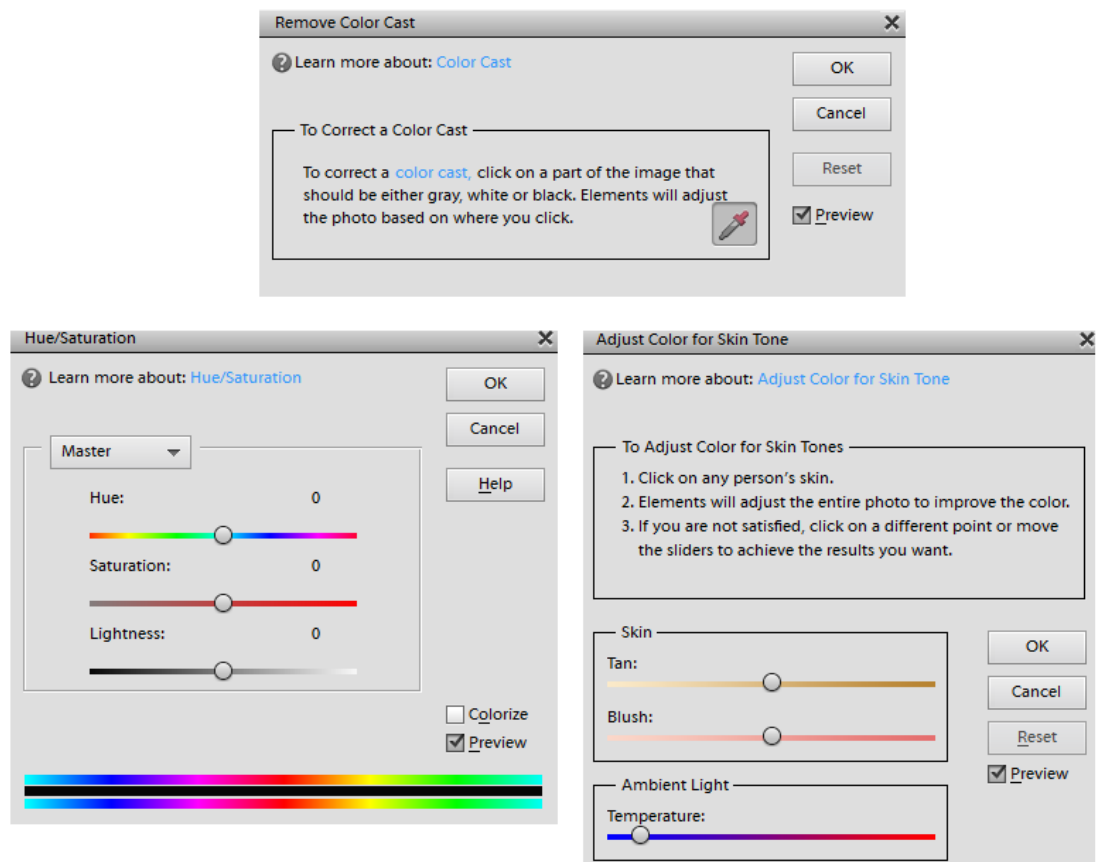 Remove Color Cast
Learn more about: Color Cast
OK
Cancel
Reset
Preview
To Correct a Color Cast
To correct a color cast, click on a part of the image that
should be either gray, white or black. Elements will adjust
the photo based on where you click.
Hue/Saturation
Learn more about: Hue/Saturation
OK
Cancel
Help
Master
Hue: 0
Saturation: 0
Lightness: 0
Colorize
Preview
Adjust Color for Skin Tone
Learn more about: Adjust Color for Skin Tone
To Adjust Color for Skin Tones
1. Click on any person's skin.
2. Elements will adjust the entire photo to improve the color.
3. If you are not satisfied, click on a different point or move
the sliders to achieve the results you want.
Skin
Tan:
Blush:
OK
Cancel
Reset
Preview
Ambient Light
Temperature: